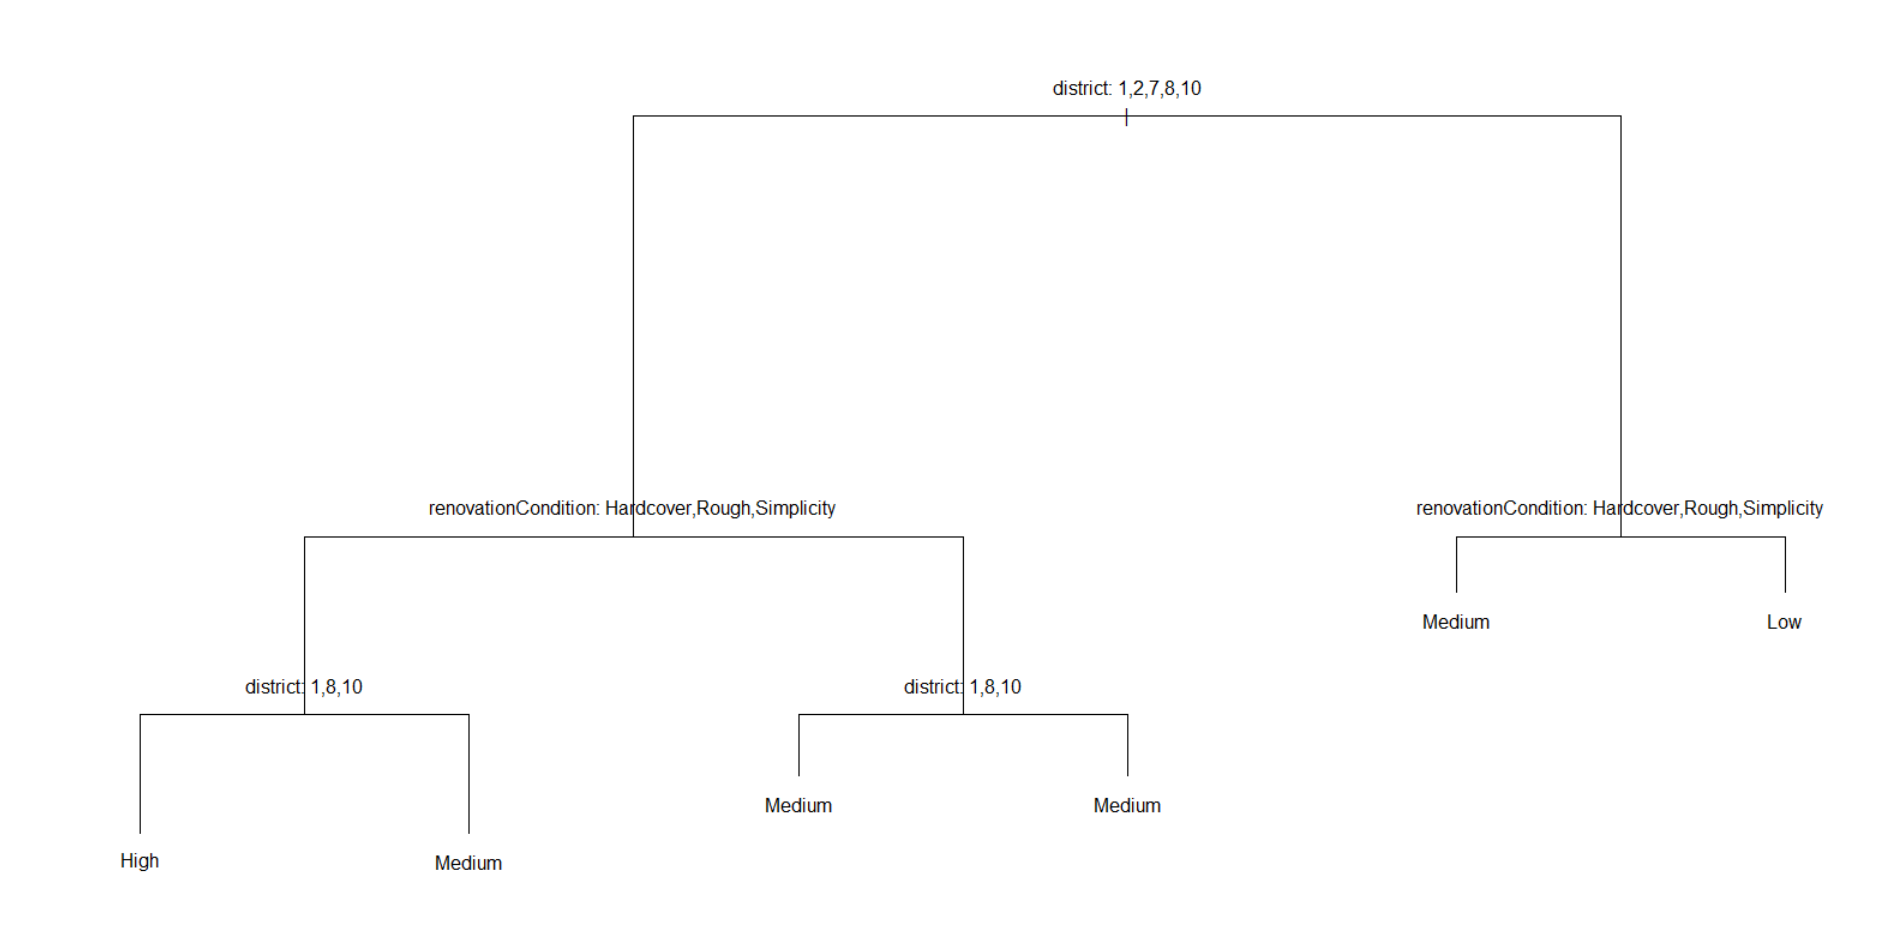 district: 1,2,7,8,10
renovationCondition: Hardcover,Rough,Simplicity
renovationCondition: Hardcover,Rough,Simplicity
Medium
Low
district: 1,8,10
district: 1,8,10
Medium
Medium
High
Medium